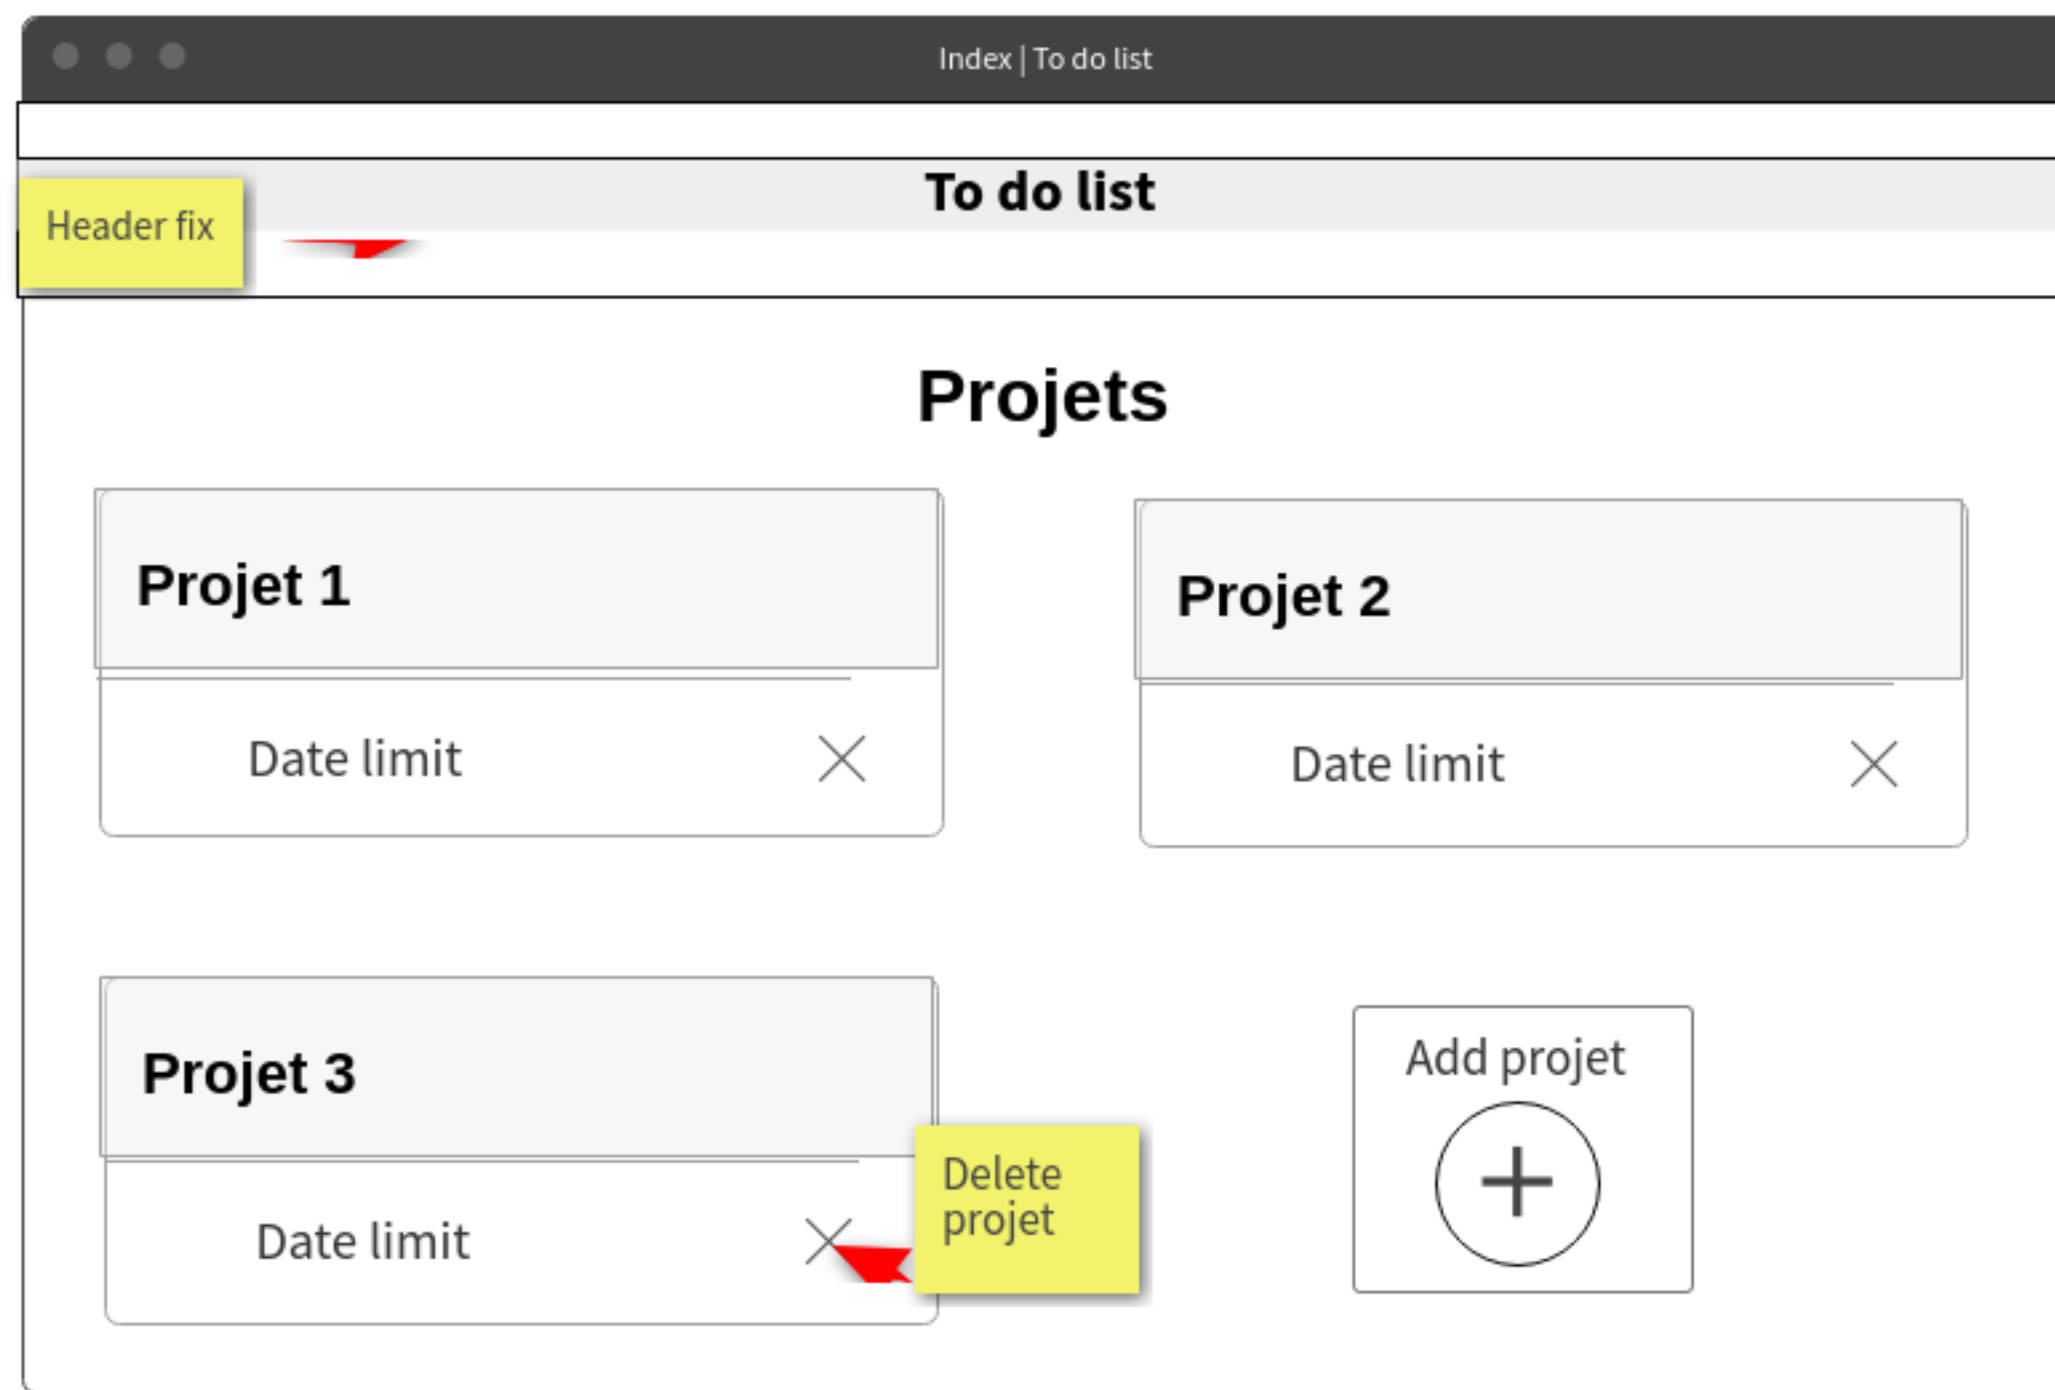 Index | To do list
To do list
Header fix
Projets
Projet 1
Projet 2
Date limit
Date limit
Projet 3
Add projet
Delete
projet
Date limit